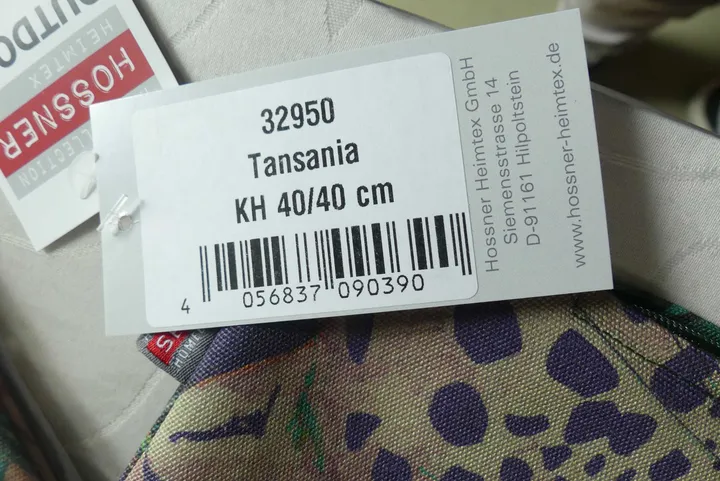 OUTDO
HEIMTEX
HOSSNER
32950
Tansania
KH 40/40 cm
4 056837 090390
Hossner Heimtex GmbH
Siemensstrasse 14
D-91161 Hilpoltstein
www.hossner-heimtex.de